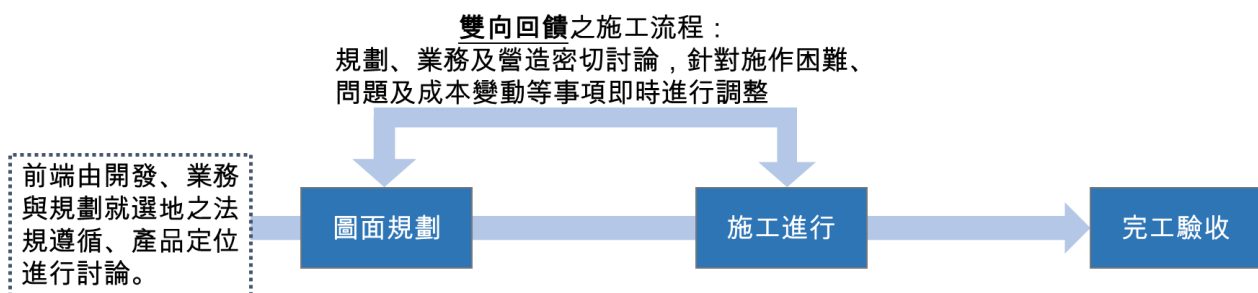 雙向回饋之施工流程：
規劃、業務及營造密切討論，針對施作困難、
問題及成本變動等事項即時進行調整
前端由開發、業務
與規劃就選地之法
規遵循、產品定位
進行討論。
圖面規劃
施工進行
完工驗收